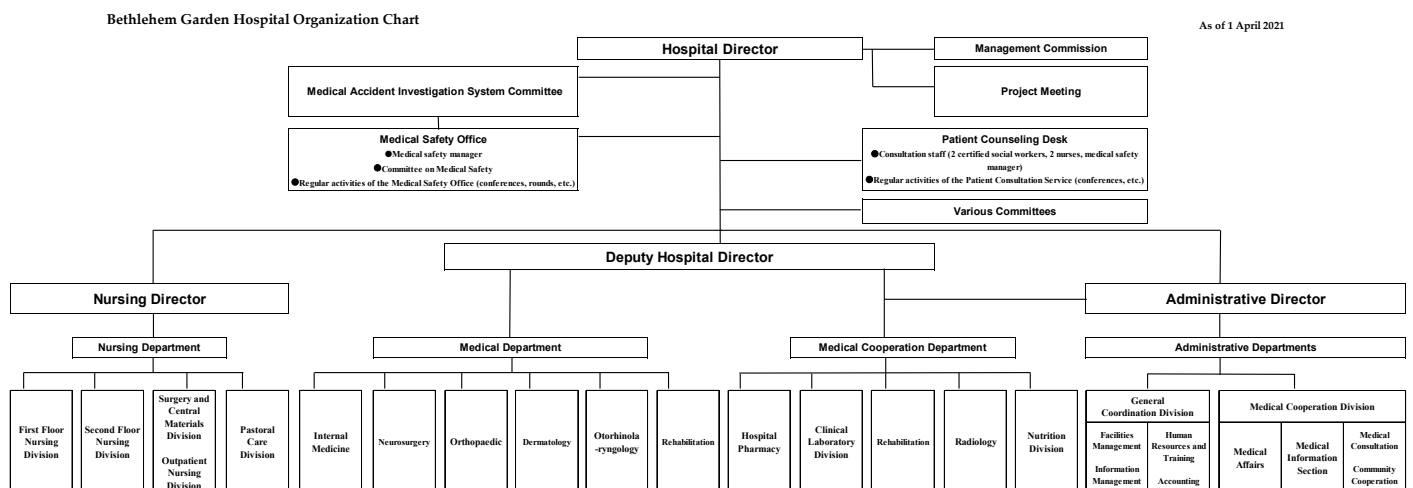 Bethlehem Garden Hospital Organization Chart
As of 1 April 2021
Hospital Director
Management Commission
Medical Accident Investigation System Committee
Project Meeting
Medical Safety Office
●Medical safety manager
●Committee on Medical Safety
●Regular activities of the Medical Safety Office (conferences, rounds, etc.)
Patient Counseling Desk
●Consultation staff (2 certified social workers, 2 nurses, medical safety
manager)
●Regular activities of the Patient Consultation Service (conferences, etc.)
Various Committees
Deputy Hospital Director
Nursing Director
Administrative Director
Nursing Department
Medical Department
Medical Cooperation Department
Administrative Departments
First Floor
Nursing
Division
Second Floor
Nursing
Division
Surgery and
Central
Materials
Division
Outpatient
Nursing
Division
Pastoral
Care
Division
Internal
Medicine
Neurosurgery
Orthopaedic
Dermatology
Otorhinola
-ryngology
Rehabilitation
Hospital
Pharmacy
Clinical
Laboratory
Division
Rehabilitation
Radiology
Nutrition
Division
General
Coordination Division
Facilities
Management
Information
Management
Human
Resources and
Training
Accounting
Medical Cooperation Division
Medical
Affairs
Medical
Information
Section
Medical
Consultation
Community
Cooperation